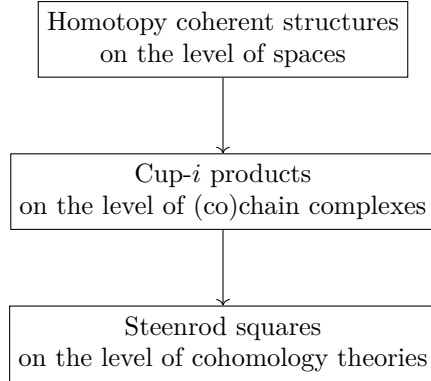 Homotopy coherent structures
on the level of spaces
Cup-i products
on the level of (co)chain complexes
Steenrod squares
on the level of cohomology theories